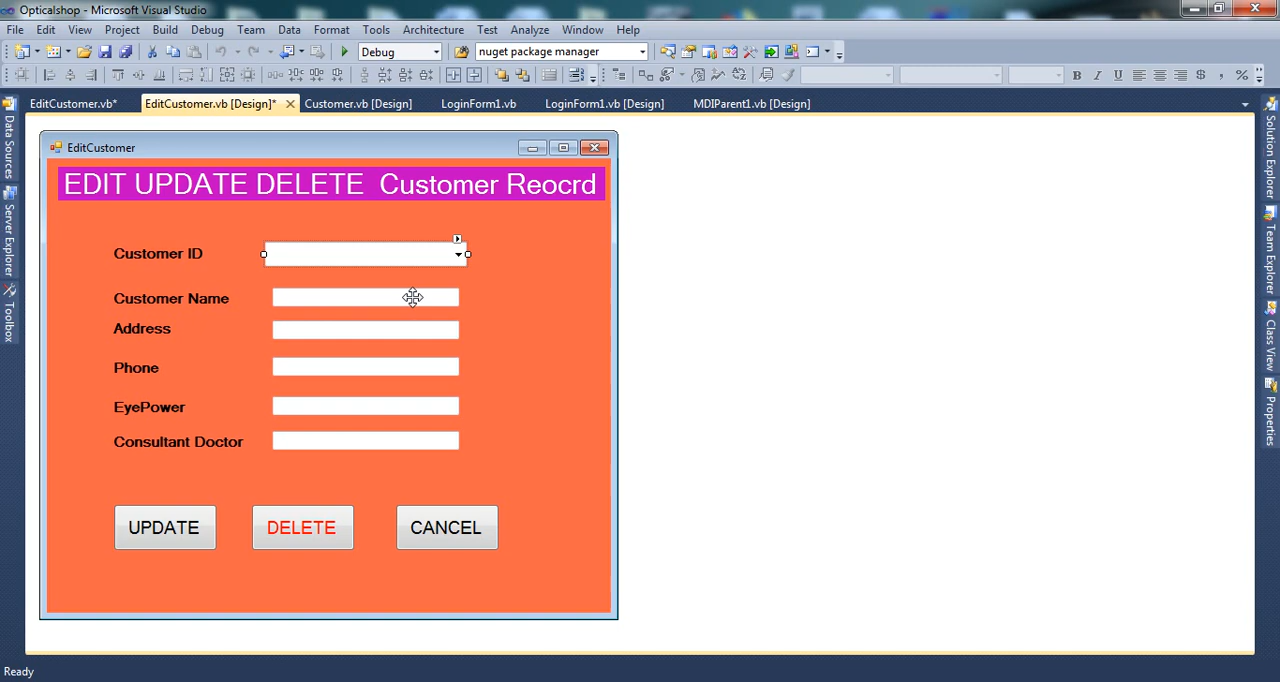 Opticalshop - Microsoft Visual Studio
File Edit View Project Build Debug Team Data Tools Format Architecture Test Analyze Window Help
Debug nuget package manager
B I U $ , %
EditCustomer.vb* EditCustomer.vb [Design]* Customer.vb [Design] LoginForm1.vb LoginForm1.vb [Design] MDIParent1.vb [Design]
Data Sources
Server Explorer
Toolbox
EditCustomer
EDIT UPDATE DELETE Customer Reocrd
Customer ID
Customer Name
Address
Phone
EyePower
Consultant Doctor
UPDATE DELETE CANCEL
Solution Explorer
Team Explorer
Class View
Properties
Ready